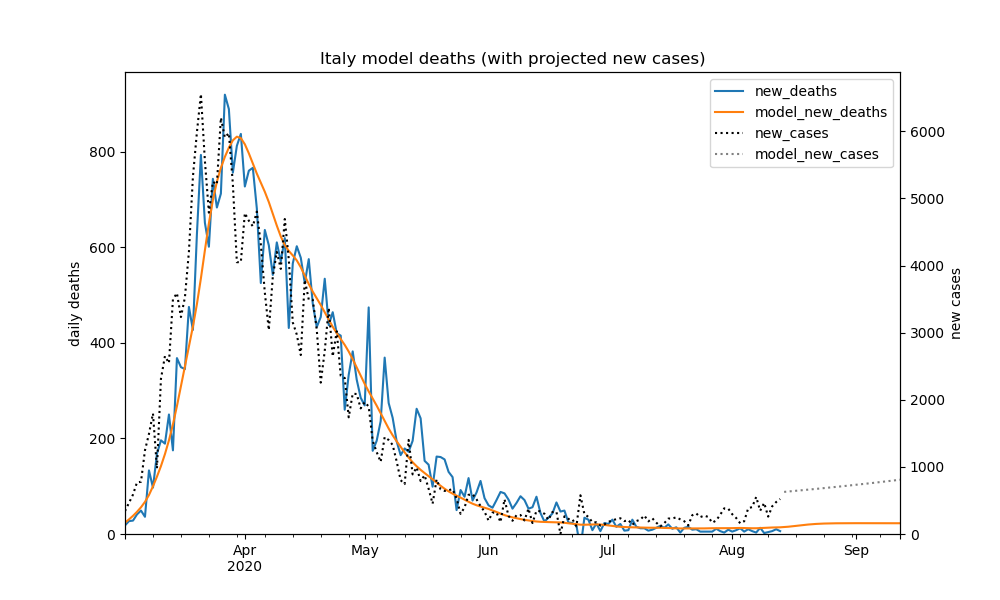 Italy model deaths (with projected new cases)
new_deaths
model_new_deaths
new_cases
model_new_cases
daily deaths
800
600
400
200
0
new cases
6000
5000
4000
3000
2000
1000
0
Apr
2020
May
Jun
Jul
Aug
Sep